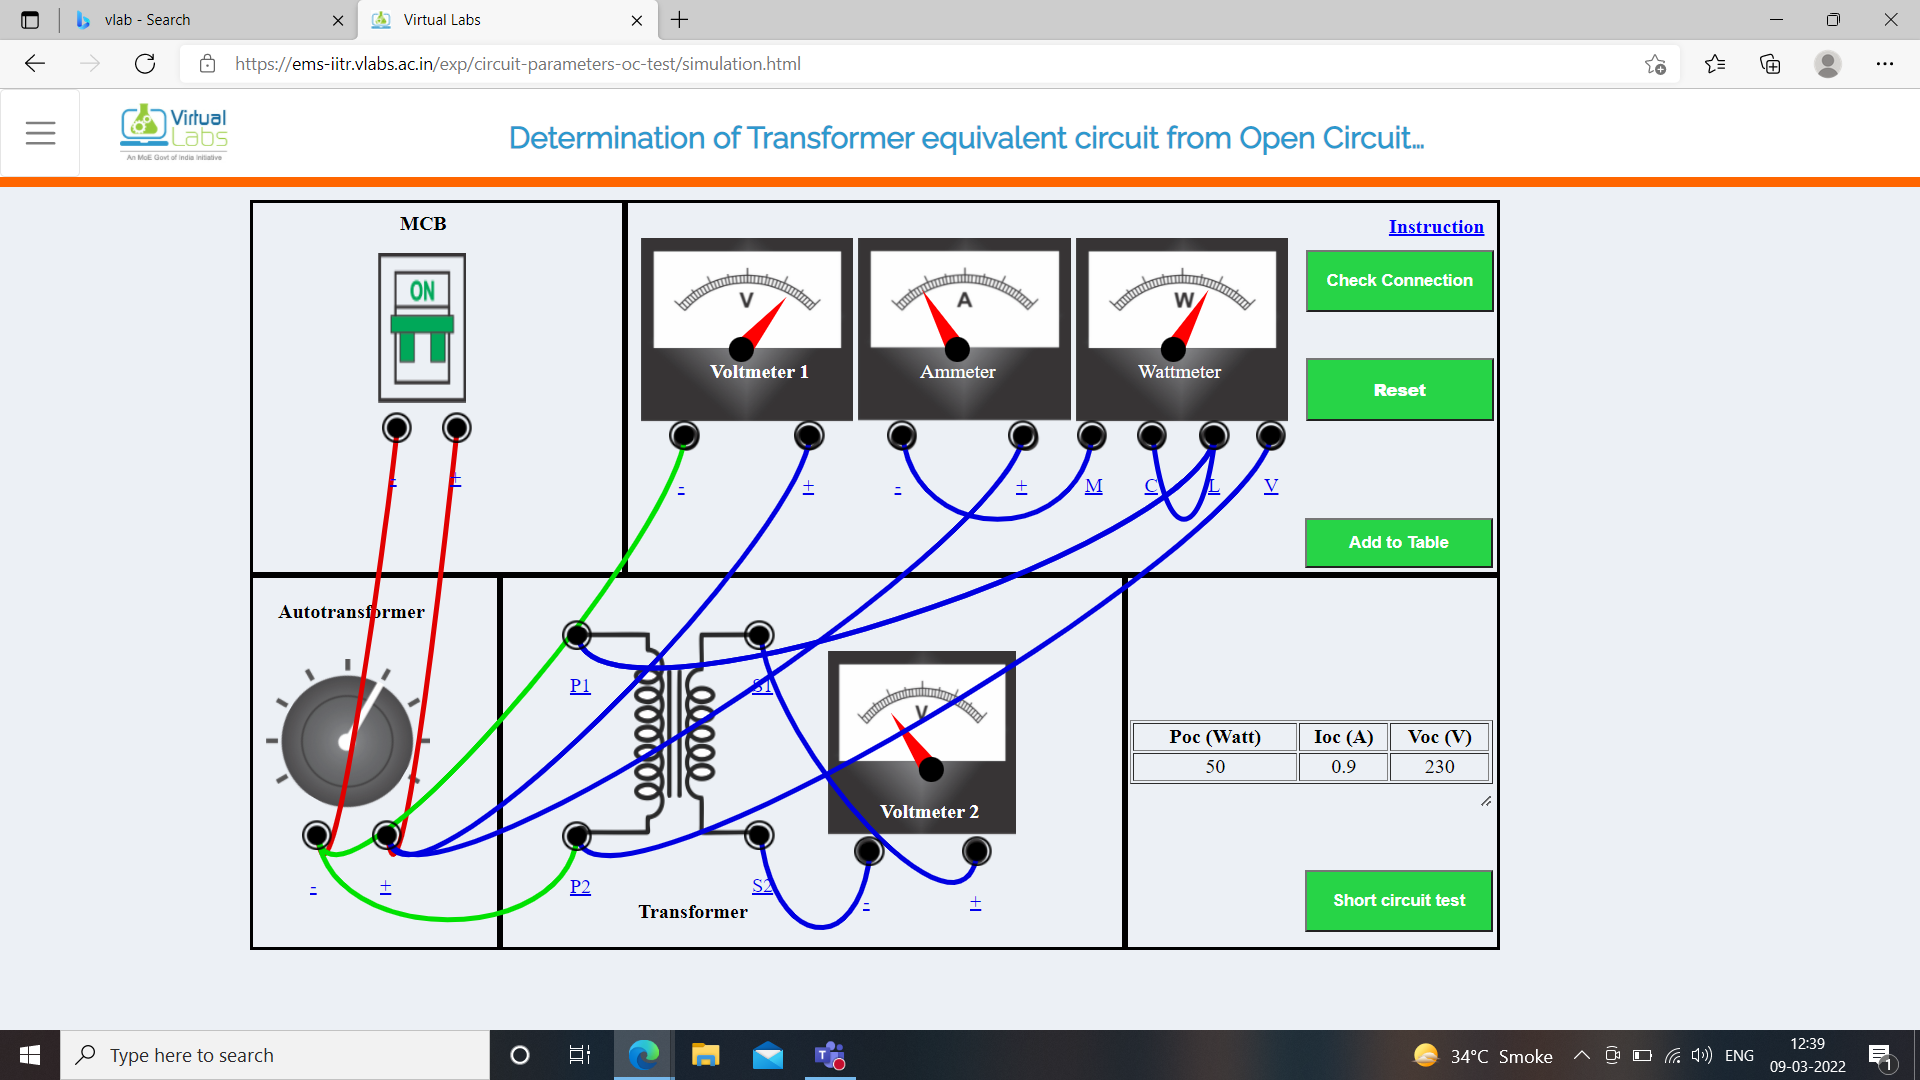 vlab - Search
Virtual Labs
https://ems-iitr.vlabs.ac.in/exp/circuit-parameters-oc-test/simulation.html
Virtual
Labs
An MoE Govt of India Initiative
Determination of Transformer equivalent circuit from Open Circuit...
MCB
ON
- +
V
Voltmeter 1
- +
A
Ammeter
- +
W
Wattmeter
M C L V
Instruction
Check Connection
Reset
Add to Table
Autotransformer
- +
P1 S1
P2 S2
Transformer
V
Voltmeter 2
- +
Poc (Watt) Ioc (A) Voc (V)
50 0.9 230
Short circuit test
Type here to search
34°C Smoke
ENG
12:39
09-03-2022
1